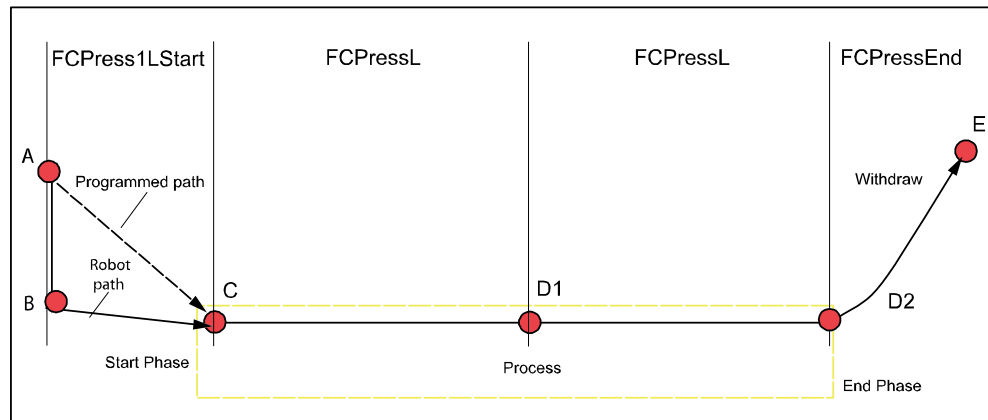 FCPress1LStart
FCPressL
FCPressL
FCPressEnd
A
E
Programmed path
Withdraw
Robot
path
B
C
D1
D2
Start Phase
Process
End Phase